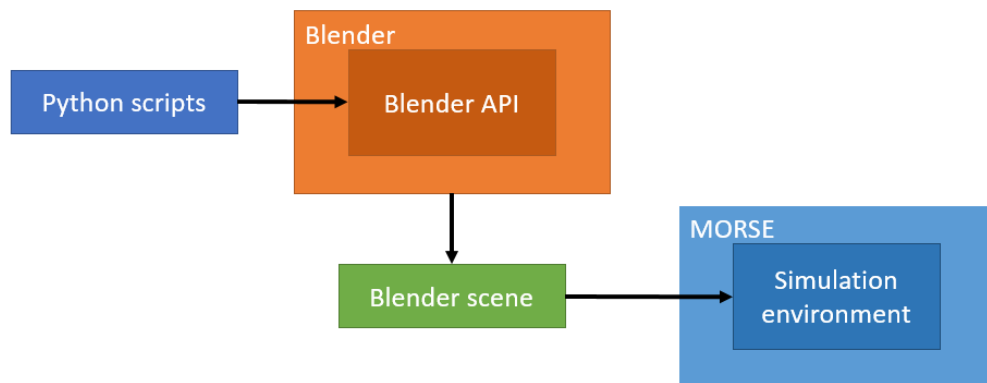 Blender
Python scripts
Blender API
MORSE
Blender scene
Simulation
environment